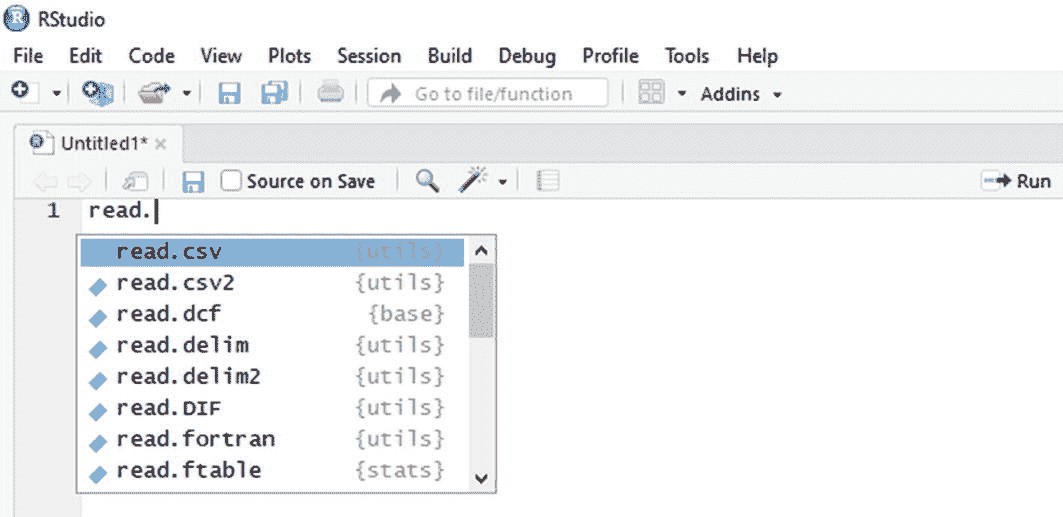 RStudio
File Edit Code View Plots Session Build Debug Profile Tools Help
Go to file/function Addins
Untitled1*
Source on Save Run
1 read.
read.csv {utils}
read.csv2 {utils}
read.dcf {base}
read.delim {utils}
read.delim2 {utils}
read.DIF {utils}
read.fortran {utils}
read.ftable {stats}